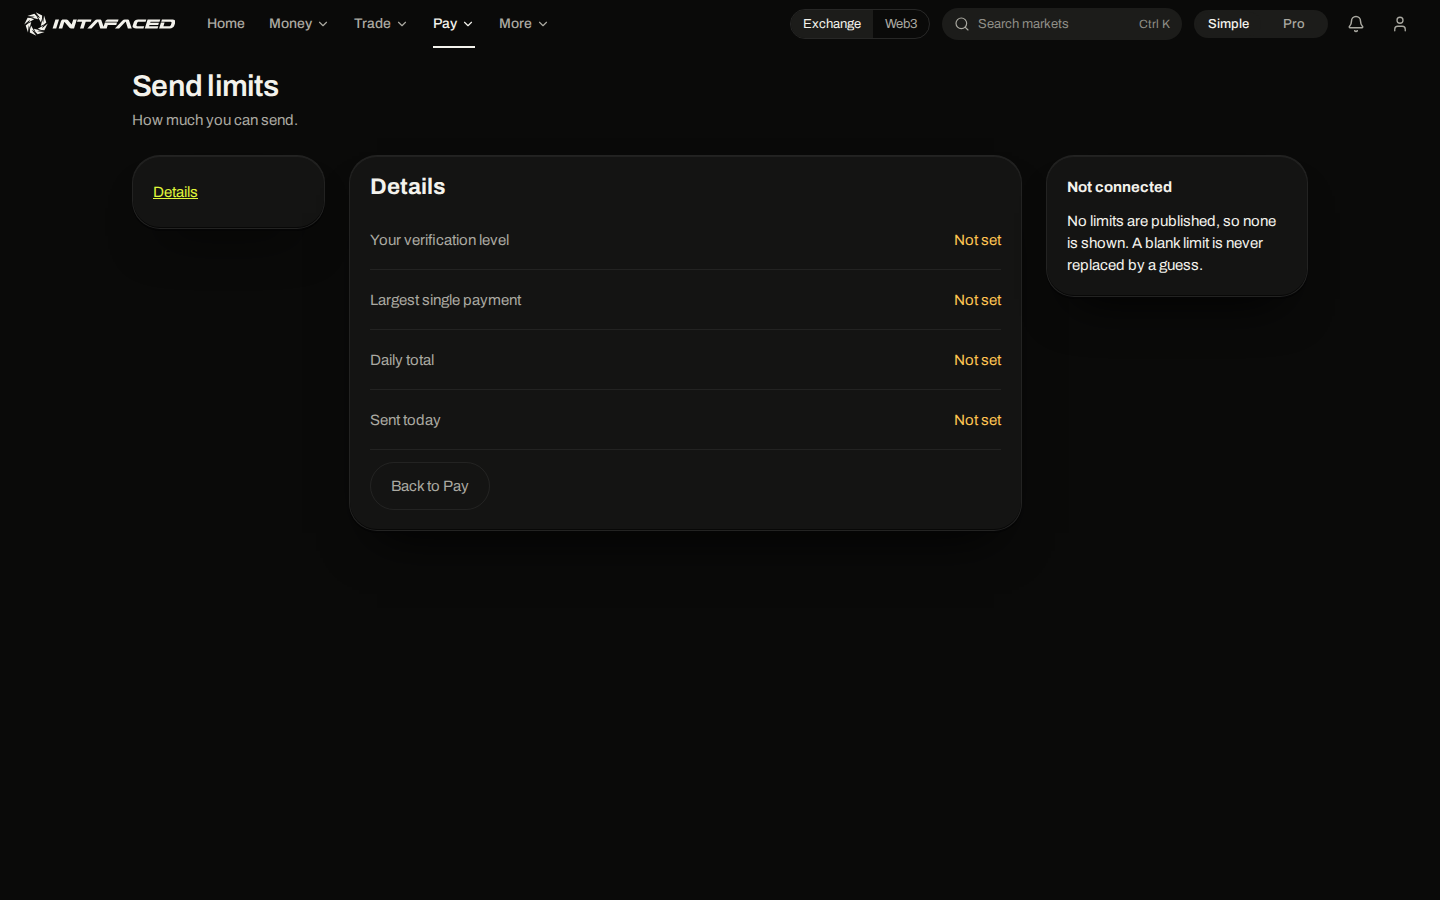 INTAFACED
Home
Money
Trade
Pay
More
Exchange
Web3
Search markets
Ctrl K
Simple
Pro
Send limits
How much you can send.
Details
Details
Your verification level
Not set
Largest single payment
Not set
Daily total
Not set
Sent today
Not set
Back to Pay
Not connected
No limits are published, so none
is shown. A blank limit is never
replaced by a guess.